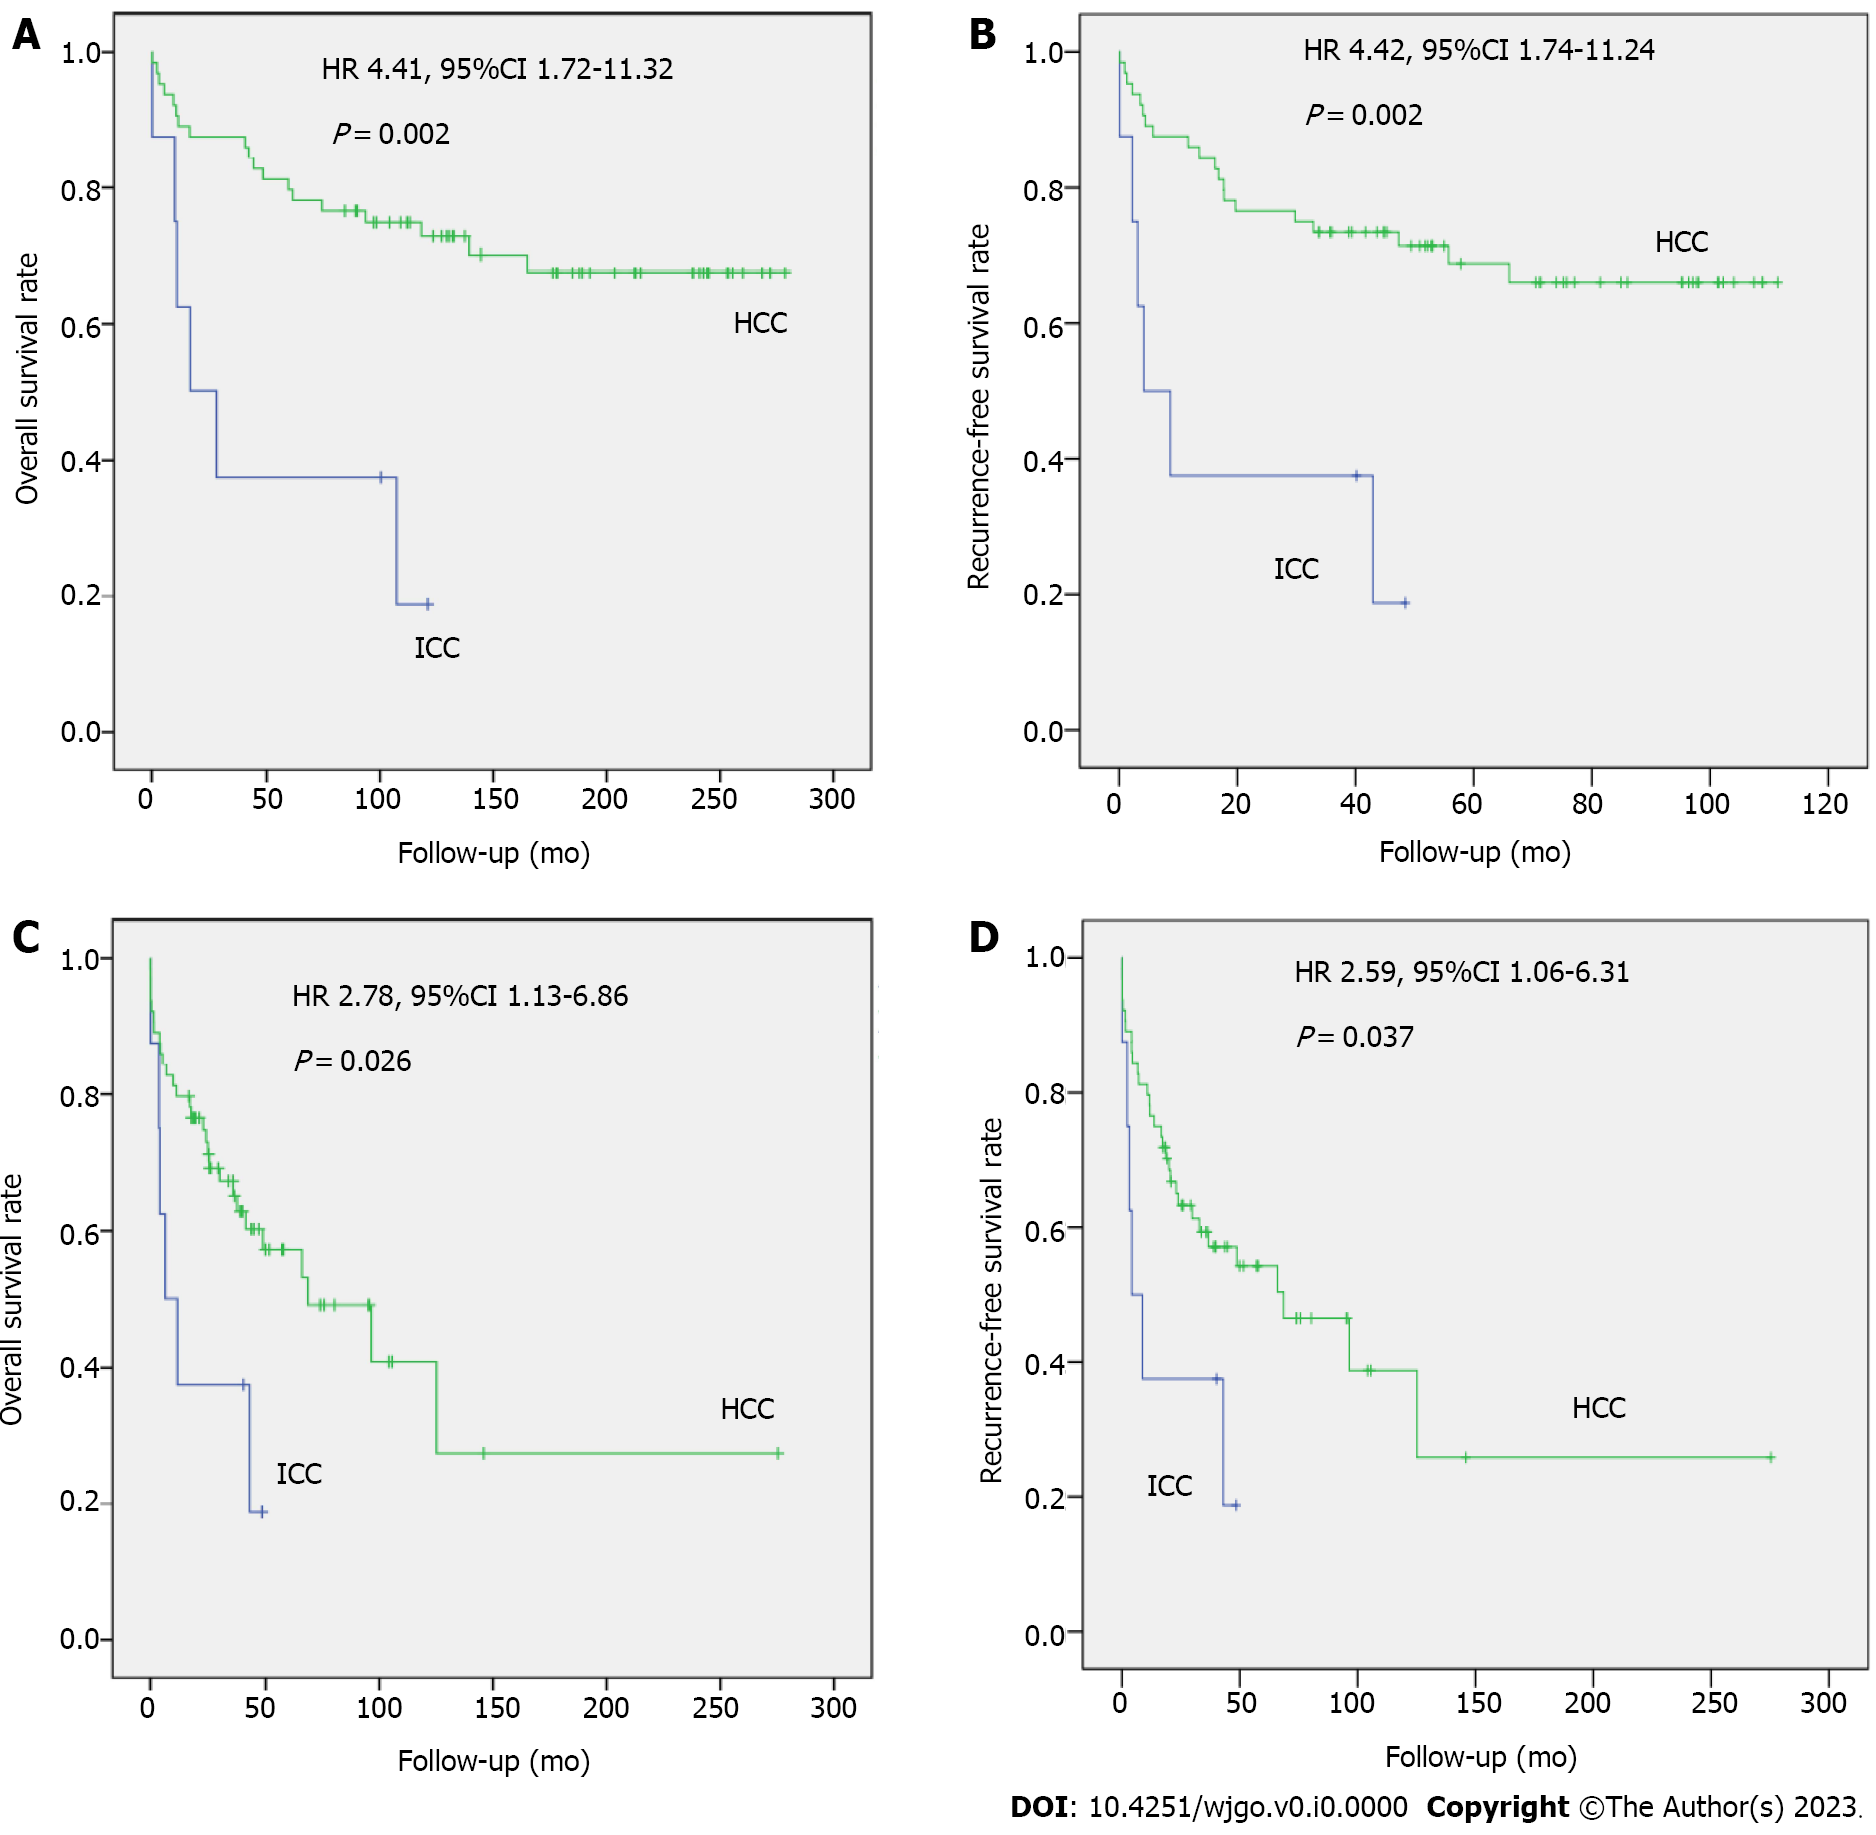 A
HR 4.41, 95%CI 1.72-11.32
P = 0.002
Overall survival rate
1.0
0.8
0.6
0.4
0.2
0.0
HCC
ICC
0 50 100 150 200 250 300
Follow-up (mo)
B
HR 4.42, 95%CI 1.74-11.24
P = 0.002
Recurrence-free survival rate
1.0
0.8
0.6
0.4
0.2
0.0
HCC
ICC
0 20 40 60 80 100 120
Follow-up (mo)
C
HR 2.78, 95%CI 1.13-6.86
P = 0.026
Overall survival rate
1.0
0.8
0.6
0.4
0.2
0.0
HCC
ICC
0 50 100 150 200 250 300
Follow-up (mo)
D
HR 2.59, 95%CI 1.06-6.31
P = 0.037
Recurrence-free survival rate
1.0
0.8
0.6
0.4
0.2
0.0
HCC
ICC
0 50 100 150 200 250 300
Follow-up (mo)
DOI: 10.4251/wjgo.v0.i0.0000 Copyright ©The Author(s) 2023.